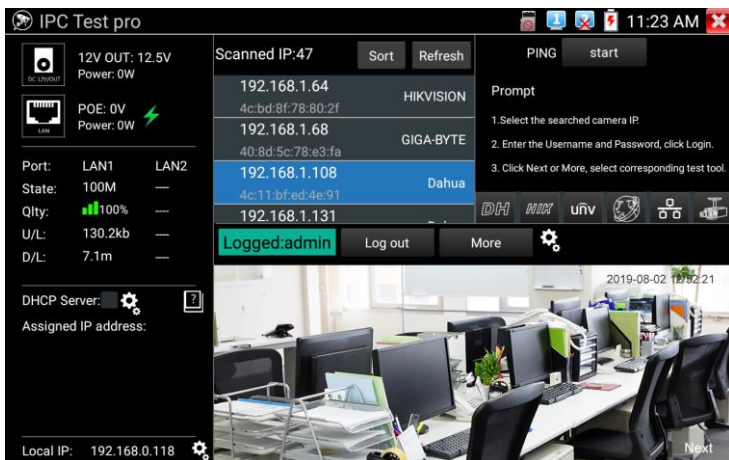 IPC Test pro
11:23 AM
12V OUT: 12.5V
Power: 0W
DC 12V/OUT
POE: 0V
Power: 0W
LAN
Port: LAN1 LAN2
State: 100M ----
Qlty: 100% ----
U/L: 130.2kb ----
D/L: 7.1m ----
DHCP Server: ?
Assigned IP address:
Local IP: 192.168.0.118
Scanned IP:47 Sort Refresh
192.168.1.64
4c:bd:8f:78:80:2f
HIKVISION
192.168.1.68
40:8d:5c:78:e3:fa
GIGA-BYTE
192.168.1.108
4c:11:bf:ed:4e:91
Dahua
192.168.1.131
PING start
Prompt
1.Select the searched camera IP.
2. Enter the Username and Password, click Login.
3. Click Next or More, select corresponding test tool.
DH HIK unv
Logged:admin Log out More
2019-08-02 12:52:21
Next